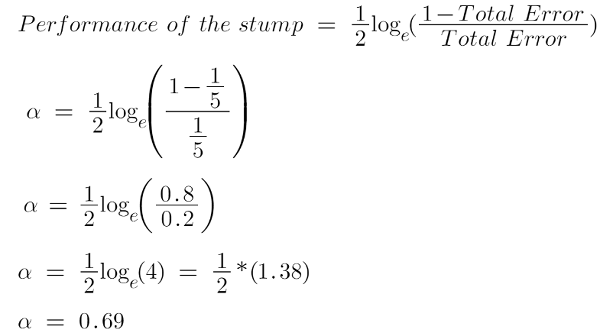 Performance of the stump = 1/2 log_e(1 − Total Error / Total Error)
α = 1/2 log_e((1 − 1/5) / (1/5))
α = 1/2 log_e(0.8 / 0.2)
α = 1/2 log_e(4) = 1/2 * (1.38)
α = 0.69